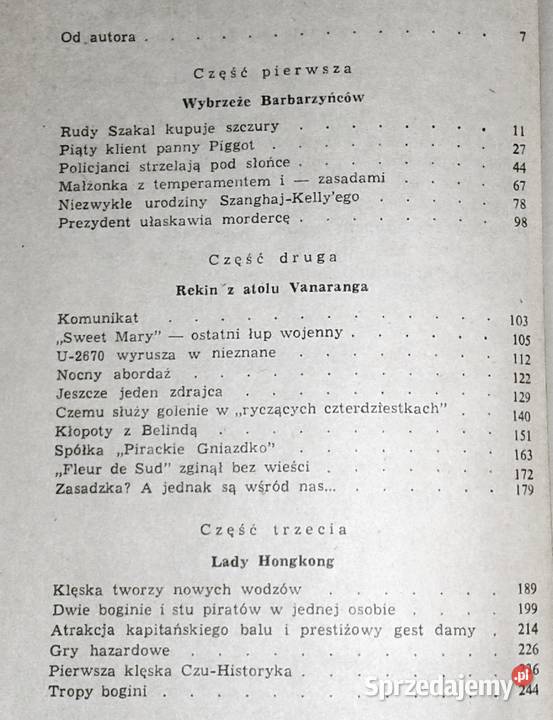 Od autora . . . . . . . . . . . . . 7
Część pierwsza
Wybrzeże Barbarzyńców
Rudy Szakal kupuje szczury . . . . . . . 11
Piąty klient panny Piggot . . . . . . . . 27
Policjanci strzelają pod słońce . . . . . . . 44
Małżonka z temperamentem i — zasadami . . . . 67
Niezwykłe urodziny Szanghaj-Kelly'ego . . . . 78
Prezydent ułaskawia mordercę . . . . . . . 98
Część druga
Rekin z atolu Vanaranga
Komunikat . . . . . . . . . . . . 103
„Sweet Mary" — ostatni łup wojenny . . . . . 105
U-2670 wyrusza w nieznane . . . . . . . 112
Nocny abordaż . . . . . . . . . . 122
Jeszcze jeden zdrajca . . . . . . . . 129
Czemu służy golenie w „ryczących czterdziestkach" . . 140
Kłopoty z Belindą . . . . . . . . . 151
Spółka „Pirackie Gniazdko" . . . . . . . 163
„Fleur de Sud" zginął bez wieści . . . . . . 172
Zasadzka? A jednak są wśród nas... . . . . . 179
Część trzecia
Lady Hongkong
Klęska tworzy nowych wodzów . . . . . . 189
Dwie boginie i stu piratów w jednej osobie . . . . 199
Atrakcja kapitańskiego balu i prestiżowy gest damy . 214
Gry hazardowe . . . . . . . . . . 226
Pierwsza klęska Czu-Historyka . . . . . .
Tropy bogini . . . . . . . . . . . 244
Sprzedajemy.pl